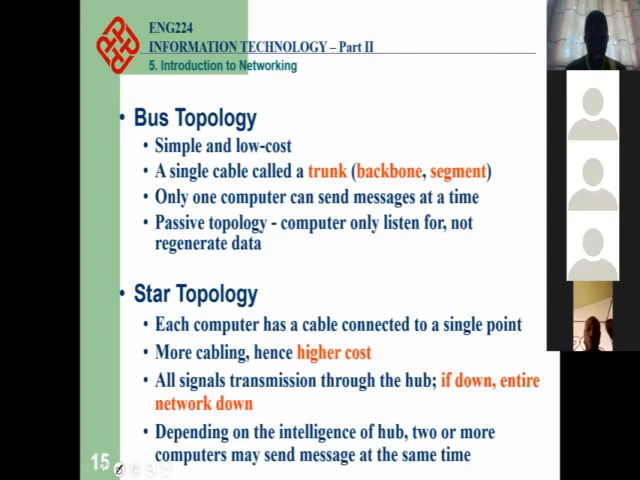 ENG224
INFORMATION TECHNOLOGY – Part II
5. Introduction to Networking
• Bus Topology
• Simple and low-cost
• A single cable called a trunk (backbone, segment)
• Only one computer can send messages at a time
• Passive topology - computer only listen for, not
regenerate data
• Star Topology
• Each computer has a cable connected to a single point
• More cabling, hence higher cost
• All signals transmission through the hub; if down, entire
network down
• Depending on the intelligence of hub, two or more
computers may send message at the same time
15